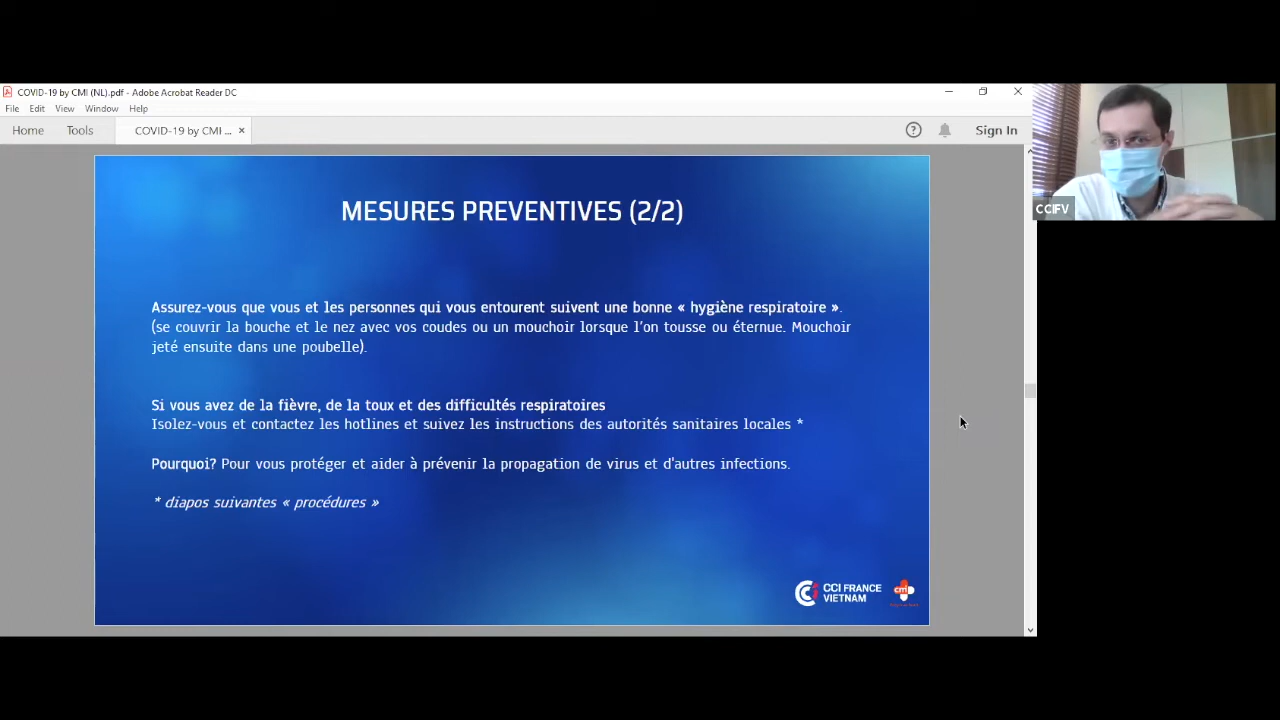 COVID-19 by CMI (NL).pdf - Adobe Acrobat Reader DC
File Edit View Window Help
Home Tools COVID-19 by CMI ... × Sign In
CCIFV
MESURES PREVENTIVES (2/2)
Assurez-vous que vous et les personnes qui vous entourent suivent une bonne « hygiène respiratoire ».
(se couvrir la bouche et le nez avec vos coudes ou un mouchoir lorsque l'on tousse ou éternue. Mouchoir
jeté ensuite dans une poubelle).
Si vous avez de la fièvre, de la toux et des difficultés respiratoires
Isolez-vous et contactez les hotlines et suivez les instructions des autorités sanitaires locales *
Pourquoi? Pour vous protéger et aider à prévenir la propagation de virus et d'autres infections.
* diapos suivantes « procédures »
CCI FRANCE
VIETNAM
cmi